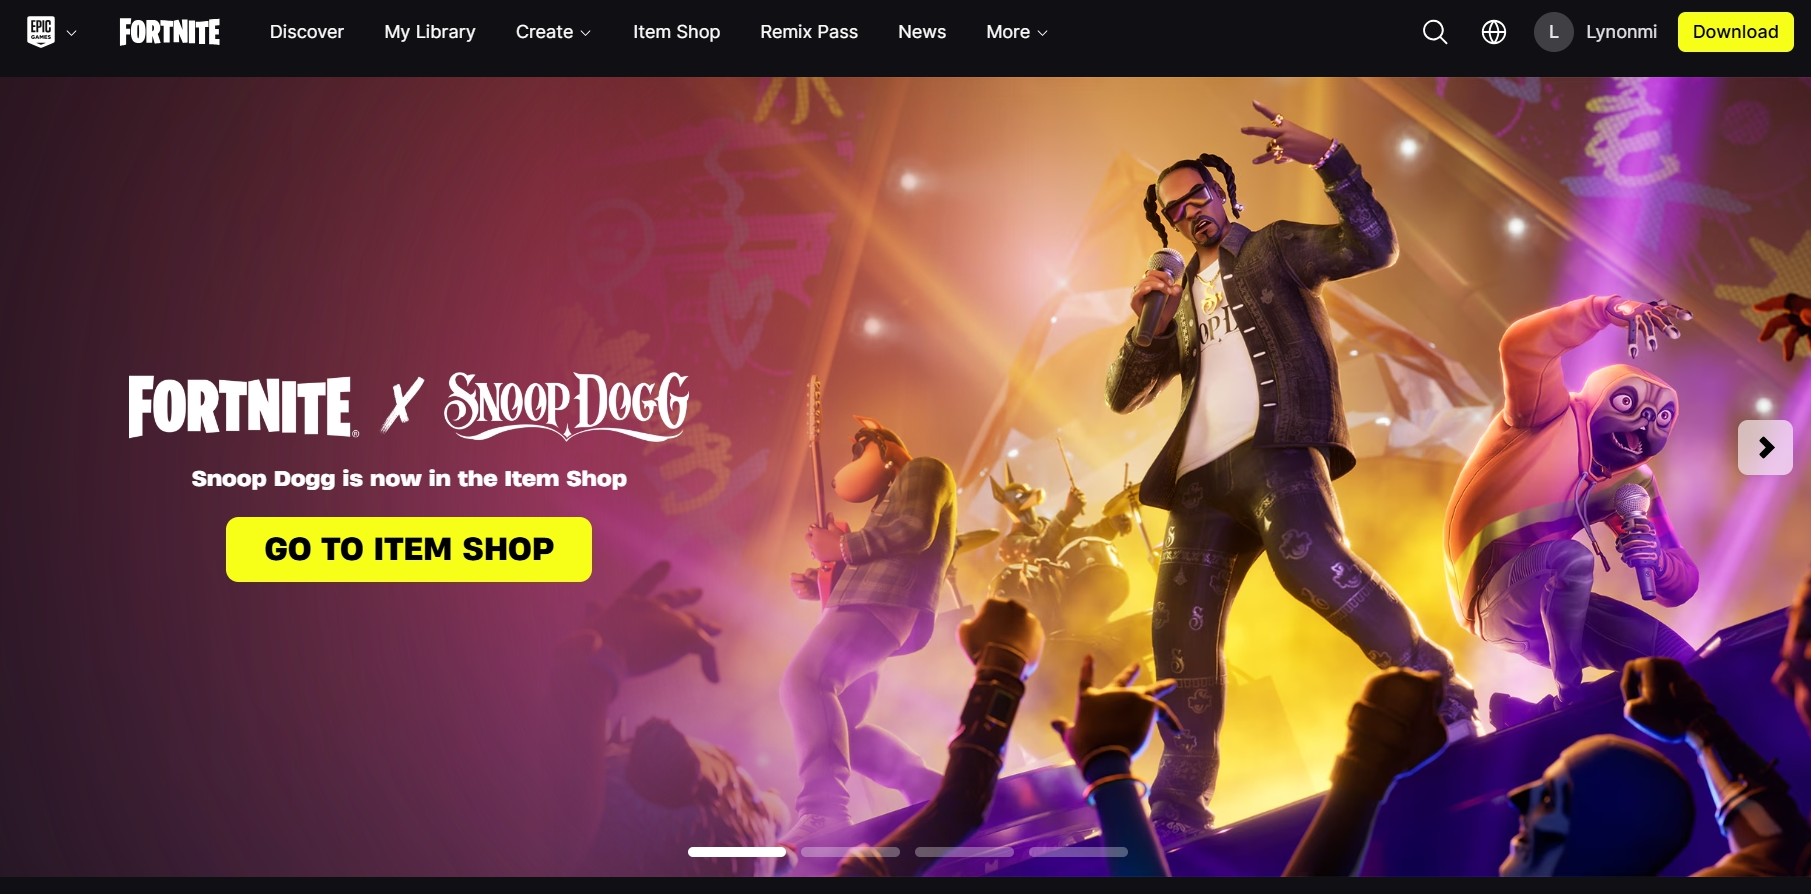 EPIC GAMES
FORTNITE
Discover
My Library
Create
Item Shop
Remix Pass
News
More
L
Lynonmi
Download
FORTNITE® X SNOOP DOGG
Snoop Dogg is now in the Item Shop
GO TO ITEM SHOP